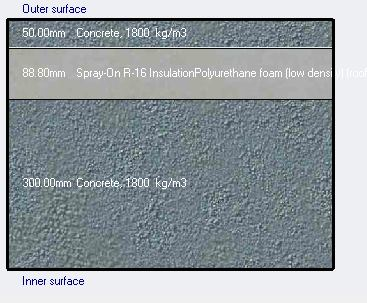 Outer surface
50.00mm Concrete, 1800 kg/m3
88.80mm Spray-On R-16 InsulationPolyurethane foam (low density) (roof
300.00mm Concrete, 1800 kg/m3
Inner surface